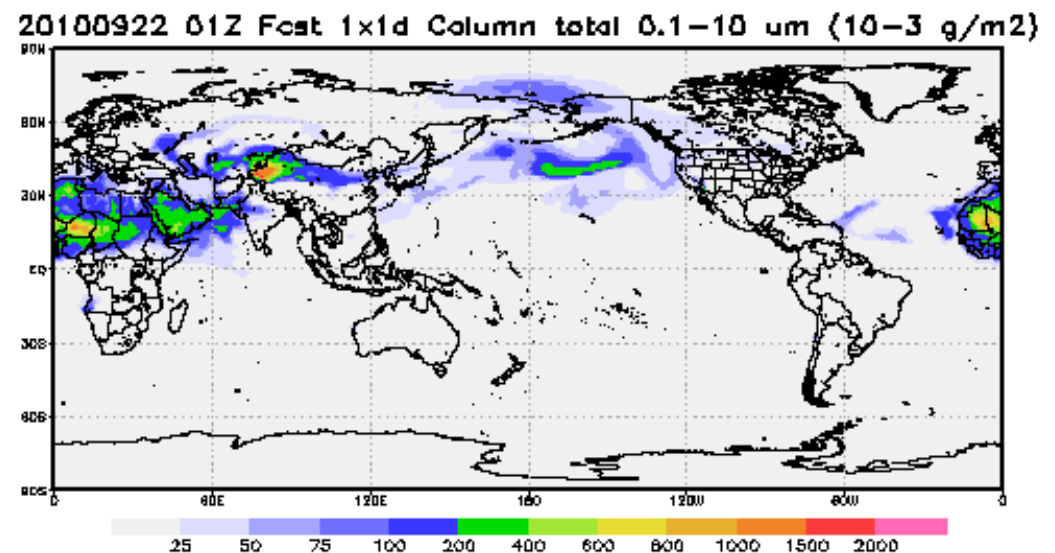 20100922 01Z Fcst 1x1d Column total 0.1-10 um (10-3 g/m2)
90N
60N
30N
EQ
30S
60S
90S
0 60E 120E 180 120W 60W 0
25 50 75 100 200 400 600 800 1000 1500 2000